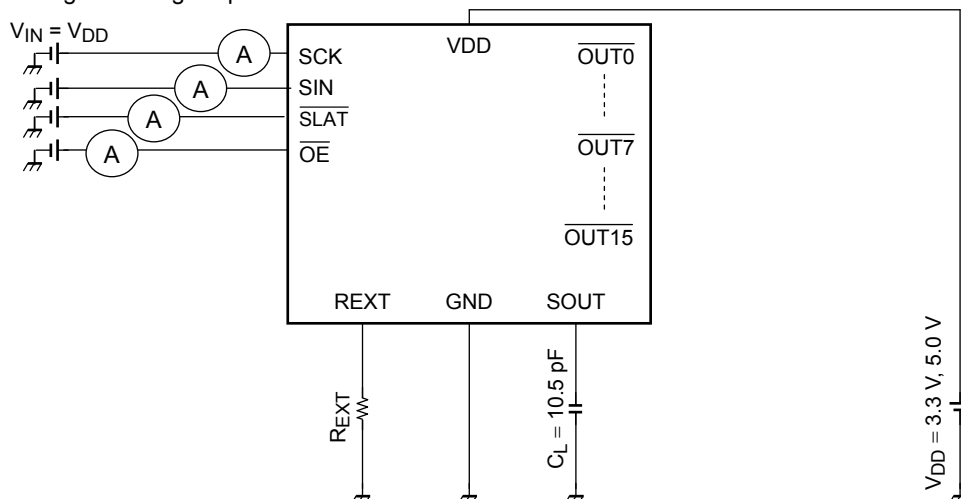 V_IN = V_DD
A
SCK
VDD
OUT0
A
SIN
A
SLAT
A
OE
OUT7
OUT15
REXT
GND
SOUT
R_EXT
C_L = 10.5 pF
V_DD = 3.3 V, 5.0 V